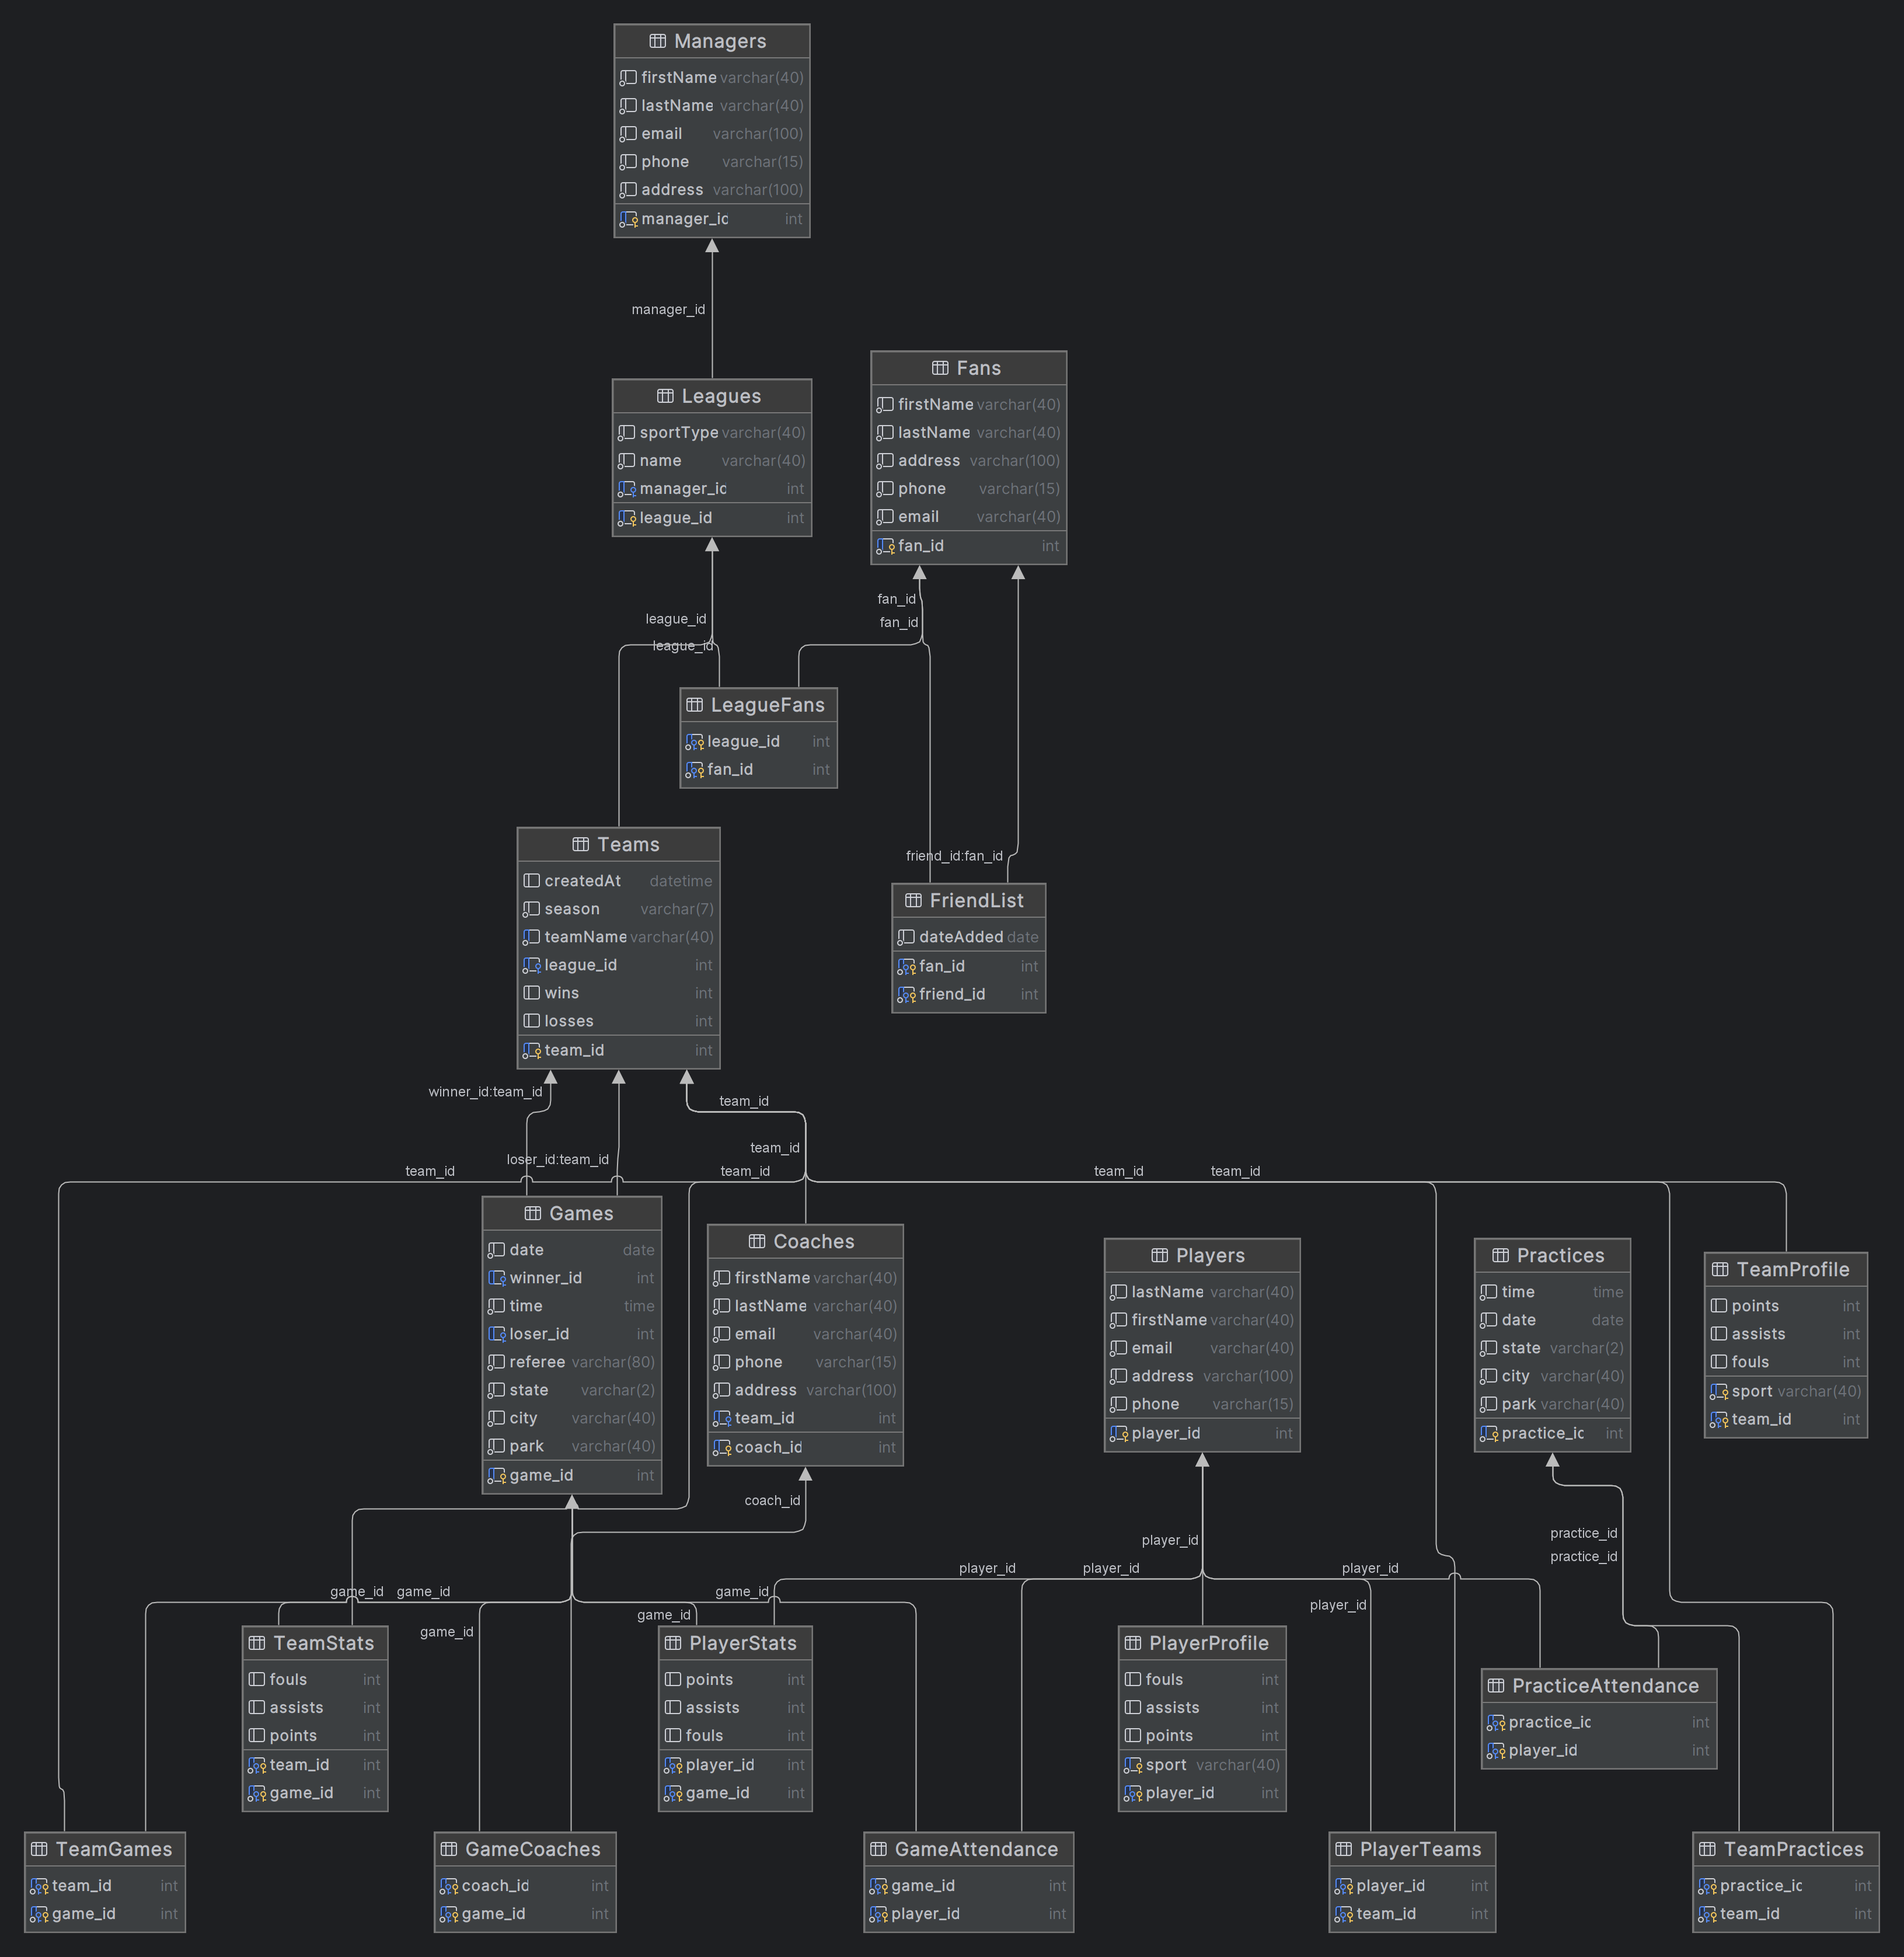 Managers
firstName varchar(40)
lastName varchar(40)
email varchar(100)
phone varchar(15)
address varchar(100)
manager_id int
manager_id
Leagues
sportType varchar(40)
name varchar(40)
manager_id int
league_id int
Fans
firstName varchar(40)
lastName varchar(40)
address varchar(100)
phone varchar(15)
email varchar(40)
fan_id int
league_id
league_id
fan_id
fan_id
LeagueFans
league_id int
fan_id int
Teams
createdAt datetime
season varchar(7)
teamName varchar(40)
league_id int
wins int
losses int
team_id int
friend_id:fan_id
FriendList
dateAdded date
fan_id int
friend_id int
winner_id:team_id
team_id
team_id
loser_id:team_id
team_id
team_id
team_id
team_id
Games
date date
winner_id int
time time
loser_id int
referee varchar(80)
state varchar(2)
city varchar(40)
park varchar(40)
game_id int
Coaches
firstName varchar(40)
lastName varchar(40)
email varchar(40)
phone varchar(15)
address varchar(100)
team_id int
coach_id int
Players
lastName varchar(40)
firstName varchar(40)
email varchar(40)
address varchar(100)
phone varchar(15)
player_id int
Practices
time time
date date
state varchar(2)
city varchar(40)
park varchar(40)
practice_id int
TeamProfile
points int
assists int
fouls int
sport varchar(40)
team_id int
coach_id
practice_id
practice_id
player_id
player_id
player_id
player_id
player_id
game_id
game_id
game_id
game_id
game_id
TeamStats
fouls int
assists int
points int
team_id int
game_id int
PlayerStats
points int
assists int
fouls int
player_id int
game_id int
PlayerProfile
fouls int
assists int
points int
sport varchar(40)
player_id int
PracticeAttendance
practice_id int
player_id int
TeamGames
team_id int
game_id int
GameCoaches
coach_id int
game_id int
GameAttendance
game_id int
player_id int
PlayerTeams
player_id int
team_id int
TeamPractices
practice_id int
team_id int